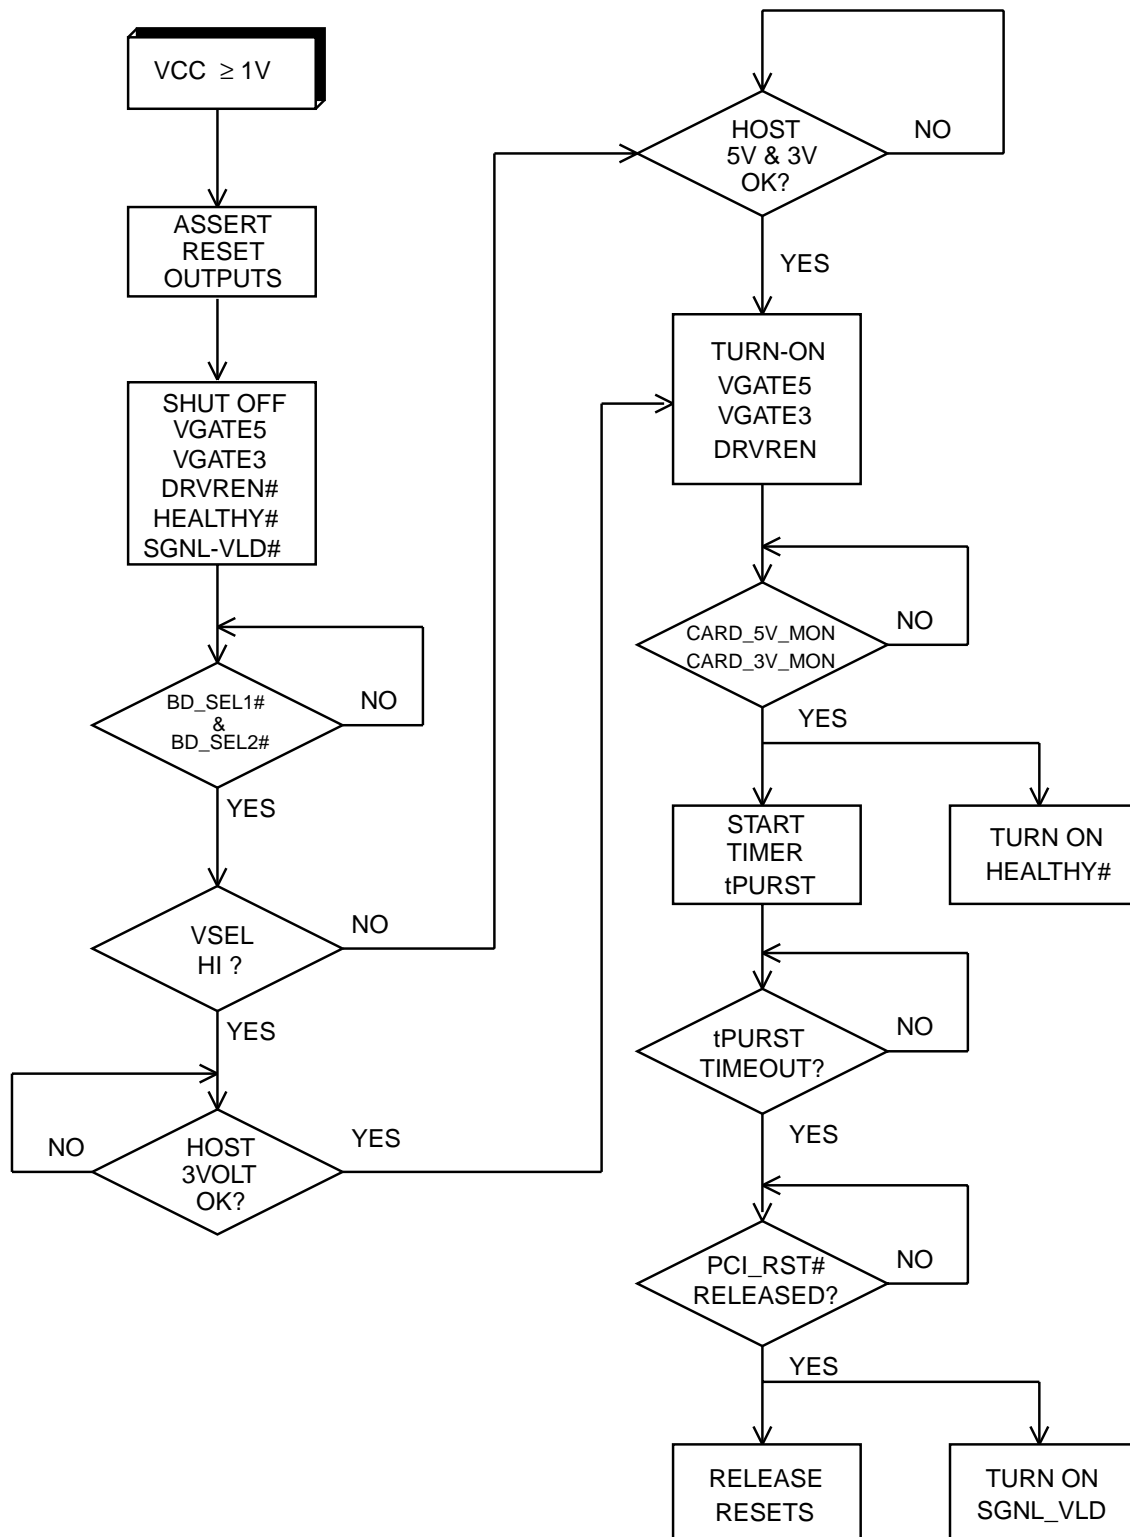 VCC ≥ 1V
ASSERT
RESET
OUTPUTS
SHUT OFF
VGATE5
VGATE3
DRVREN#
HEALTHY#
SGNL-VLD#
BD_SEL1#
&
BD_SEL2#
NO
YES
VSEL
HI ?
NO
YES
HOST
3VOLT
OK?
NO
YES
HOST
5V & 3V
OK?
NO
YES
TURN-ON
VGATE5
VGATE3
DRVREN
CARD_5V_MON
CARD_3V_MON
NO
YES
START
TIMER
tPURST
TURN ON
HEALTHY#
tPURST
TIMEOUT?
NO
YES
PCI_RST#
RELEASED?
NO
YES
RELEASE
RESETS
TURN ON
SGNL_VLD